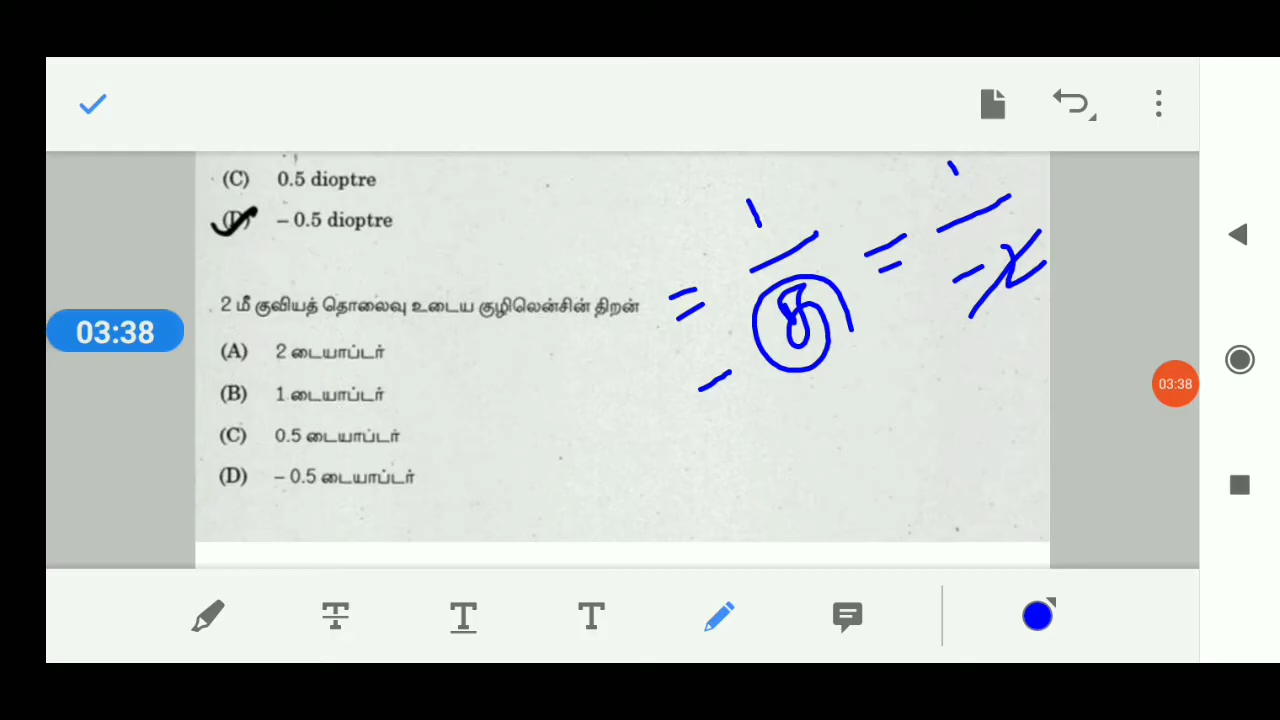 (C) 0.5 dioptre
(D) – 0.5 dioptre
2 மீ குவியத் தொலைவு உடைய குழிலென்சின் திறன்
(A) 2 டையாப்டர்
(B) 1 டையாப்டர்
(C) 0.5 டையாப்டர்
(D) – 0.5 டையாப்டர்
03:38
03:38